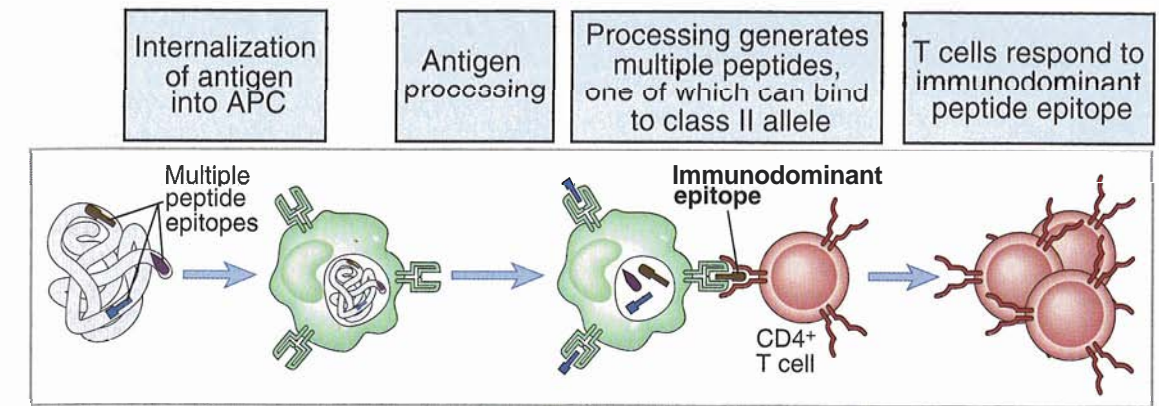 Internalization
of antigen
into APC
Antigen
processing
Processing generates
multiple peptides,
one of which can bind
to class II allele
T cells respond to
immunodominant
peptide epitope
Multiple
peptide
epitopes
Immunodominant
epitope
CD4⁺
T cell